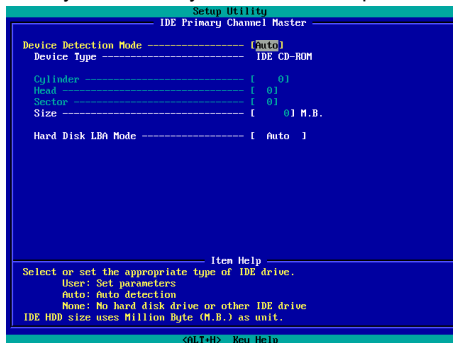 Setup Utility
IDE Primary Channel Master
Device Detection Mode ----------------- [Auto]
Device Type ------------------------- IDE CD-ROM
Cylinder ---------------------------- [ 0]
Head -------------------------------- [ 0]
Sector ------------------------------ [ 0]
Size -------------------------------- [ 0] M.B.
Hard Disk LBA Mode ------------------ [ Auto ]
Item Help
Select or set the appropriate type of IDE drive.
User: Set parameters
Auto: Auto detection
None: No hard disk drive or other IDE drive
IDE HDD size uses Million Byte (M.B.) as unit.
<ALT+H> Key Help